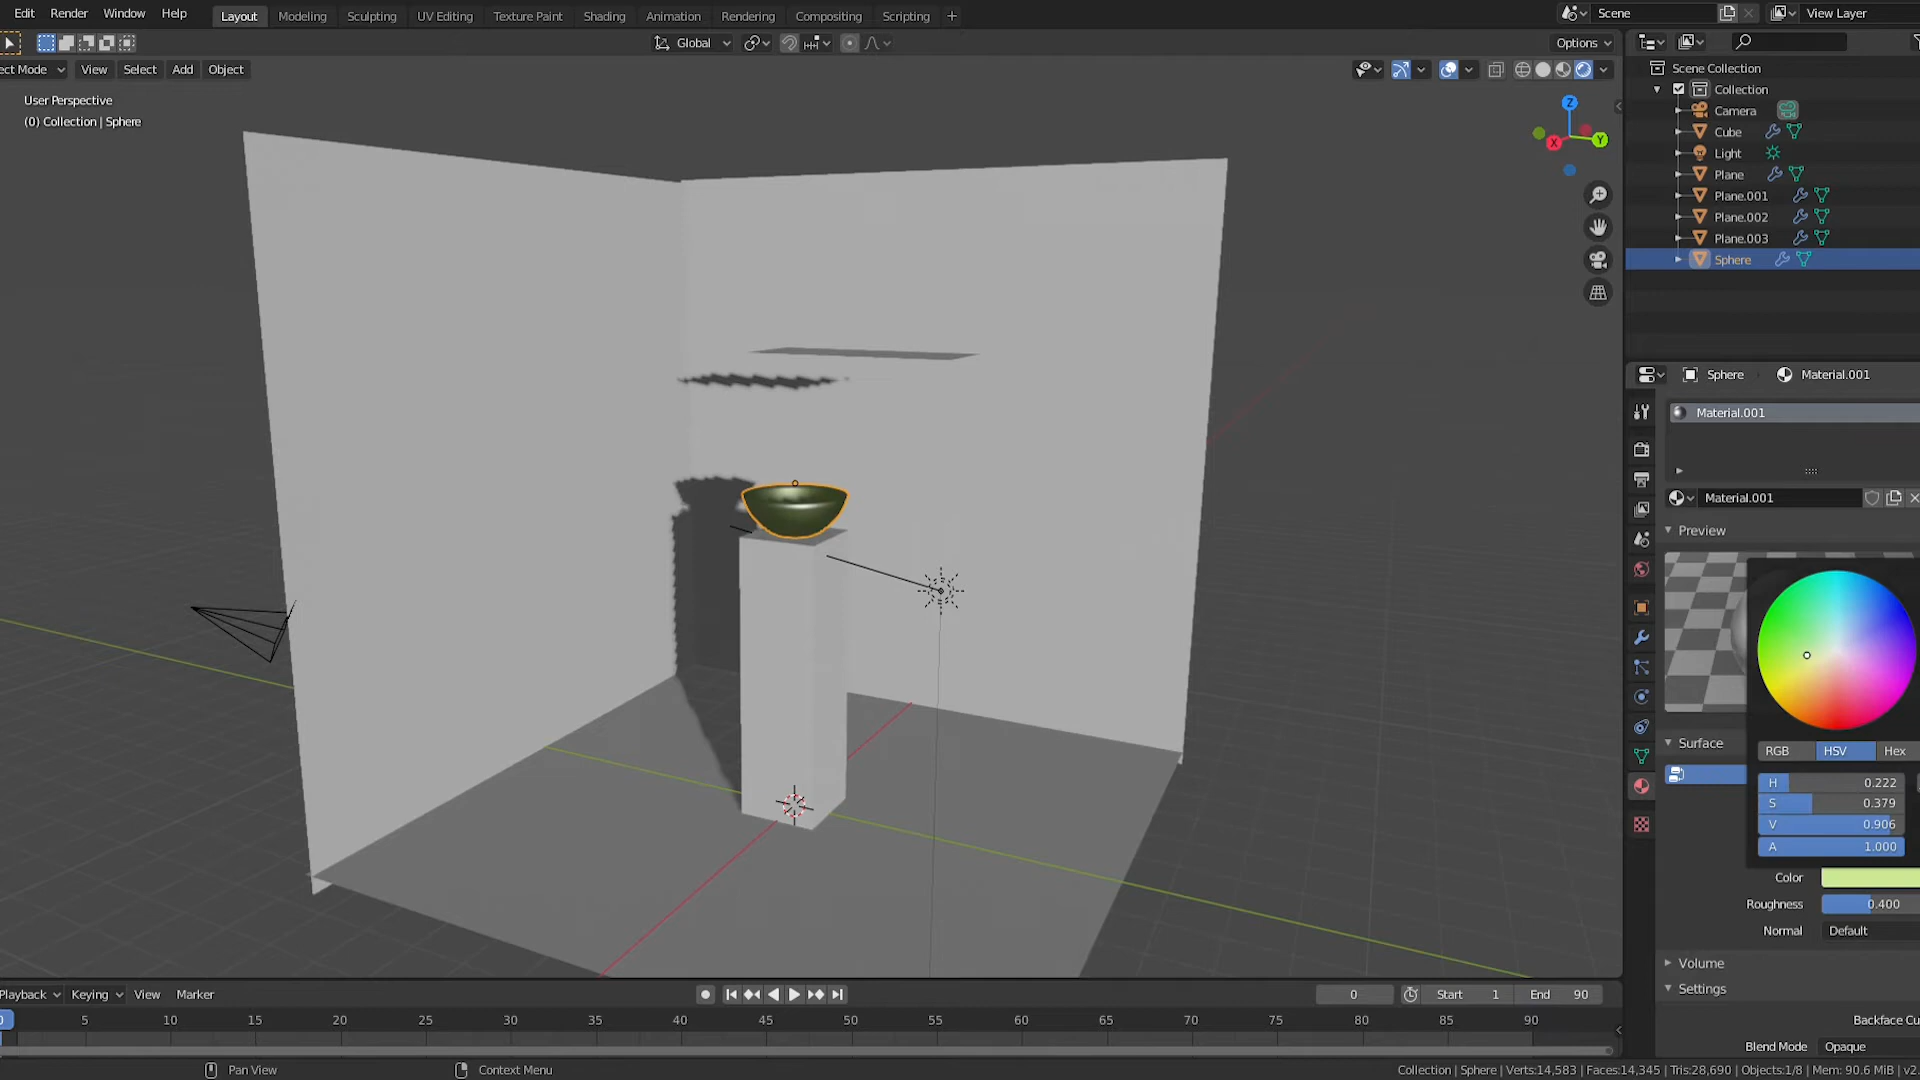 Edit Render Window Help Layout Modeling Sculpting UV Editing Texture Paint Shading Animation Rendering Compositing Scripting + Scene View Layer
Global Options
ect Mode View Select Add Object
User Perspective
(0) Collection | Sphere
Z
X
Y
Scene Collection
Collection
Camera
Cube
Light
Plane
Plane.001
Plane.002
Plane.003
Sphere
Sphere Material.001
Material.001
Material.001
Preview
Surface
RGB HSV Hex
H 0.222
S 0.379
V 0.906
A 1.000
Color
Roughness 0.400
Normal Default
Volume
Settings
Backface Cu
Blend Mode Opaque
Playback Keying View Marker 0 Start 1 End 90
0 5 10 15 20 25 30 35 40 45 50 55 60 65 70 75 80 85 90
Pan View Context Menu Collection | Sphere | Verts:14,583 | Faces:14,345 | Tris:28,690 | Objects:1/8 | Mem: 90.6 MiB | v2.